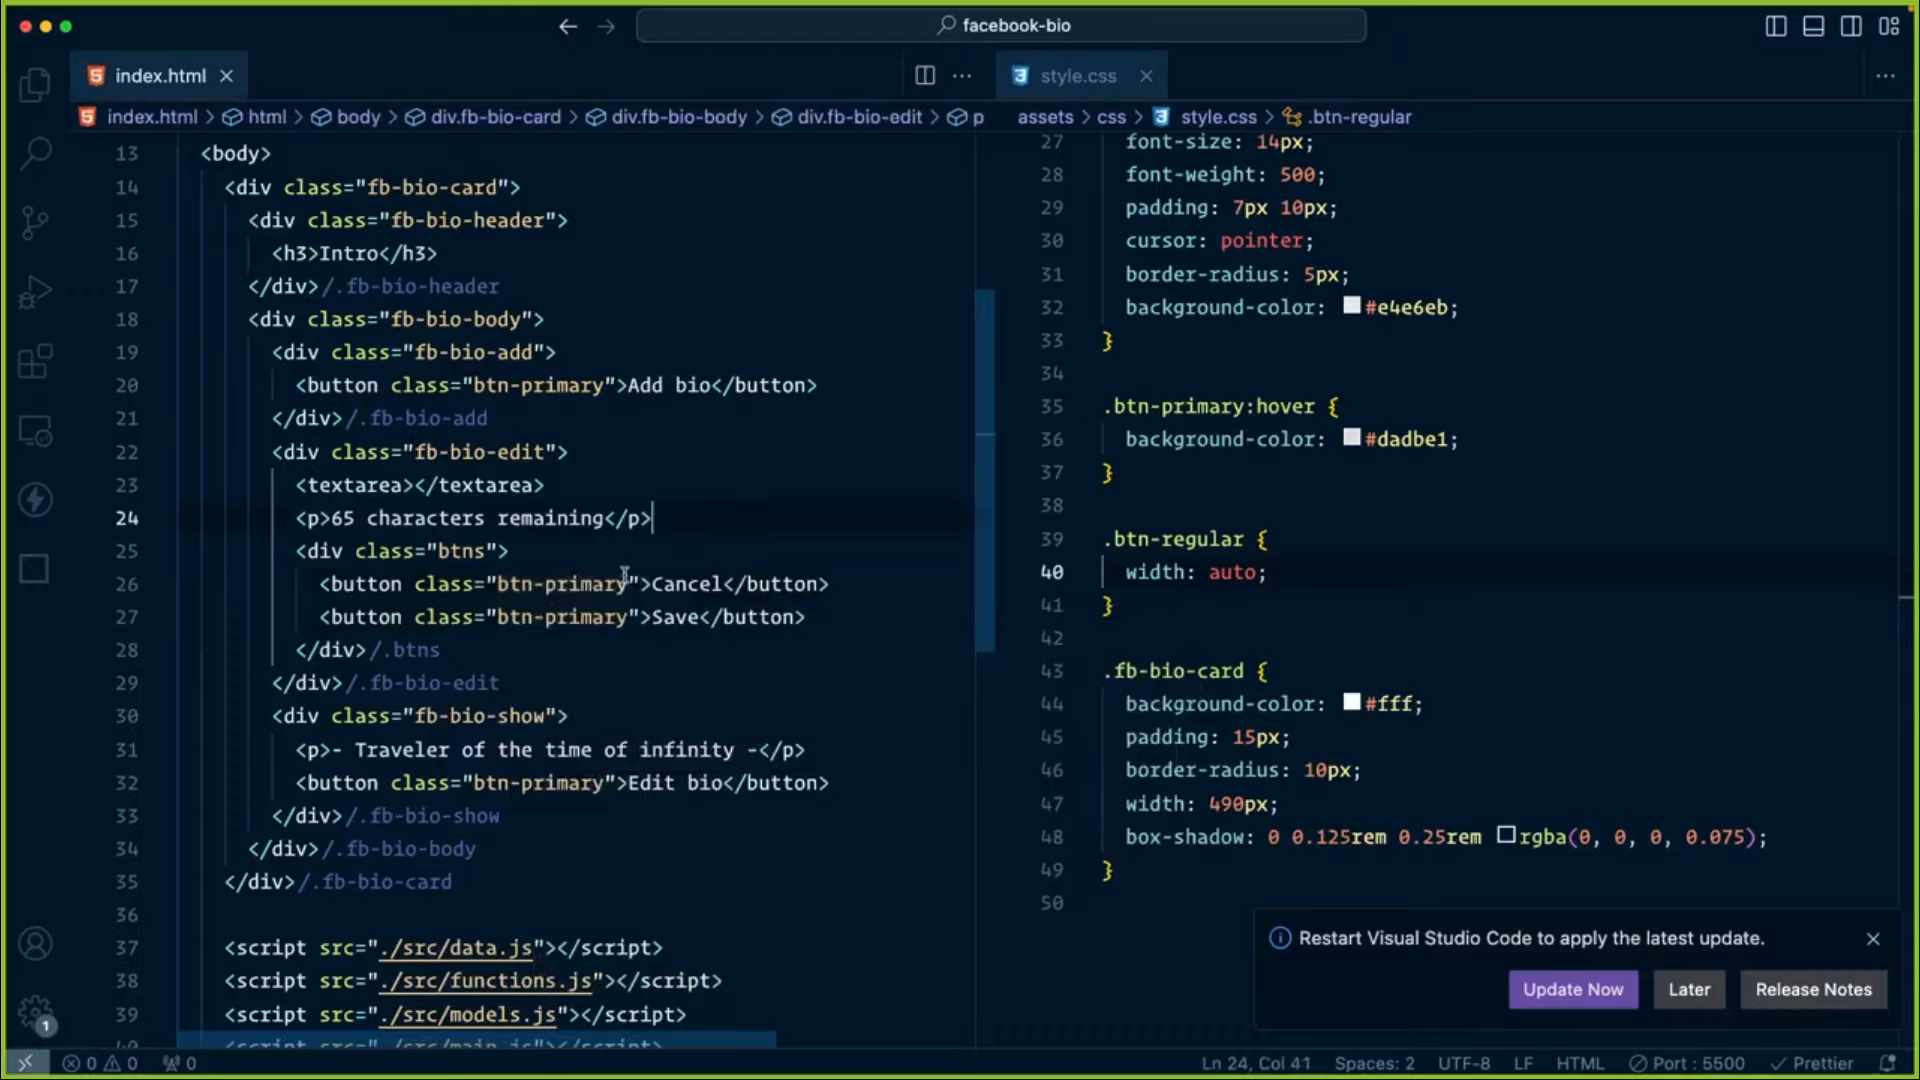 facebook-bio
index.html
style.css
index.html > html > body > div.fb-bio-card > div.fb-bio-body > div.fb-bio-edit > p
assets > css > style.css > .btn-regular
13 <body>
14 <div class="fb-bio-card">
15 <div class="fb-bio-header">
16 <h3>Intro</h3>
17 </div>/.fb-bio-header
18 <div class="fb-bio-body">
19 <div class="fb-bio-add">
20 <button class="btn-primary">Add bio</button>
21 </div>/.fb-bio-add
22 <div class="fb-bio-edit">
23 <textarea></textarea>
24 <p>65 characters remaining</p>
25 <div class="btns">
26 <button class="btn-primary">Cancel</button>
27 <button class="btn-primary">Save</button>
28 </div>/.btns
29 </div>/.fb-bio-edit
30 <div class="fb-bio-show">
31 <p>- Traveler of the time of infinity -</p>
32 <button class="btn-primary">Edit bio</button>
33 </div>/.fb-bio-show
34 </div>/.fb-bio-body
35 </div>/.fb-bio-card
36
37 <script src="./src/data.js"></script>
38 <script src="./src/functions.js"></script>
39 <script src="./src/models.js"></script>
40 <script src="./src/main.js"></script>
27 font-size: 14px;
28 font-weight: 500;
29 padding: 7px 10px;
30 cursor: pointer;
31 border-radius: 5px;
32 background-color: #e4e6eb;
33 }
34
35 .btn-primary:hover {
36 background-color: #dadbe1;
37 }
38
39 .btn-regular {
40 width: auto;
41 }
42
43 .fb-bio-card {
44 background-color: #fff;
45 padding: 15px;
46 border-radius: 10px;
47 width: 490px;
48 box-shadow: 0 0.125rem 0.25rem rgba(0, 0, 0, 0.075);
49 }
50
Restart Visual Studio Code to apply the latest update.
Update Now
Later
Release Notes
1
0 0 0
Ln 24, Col 41 Spaces: 2 UTF-8 LF HTML Port : 5500 Prettier